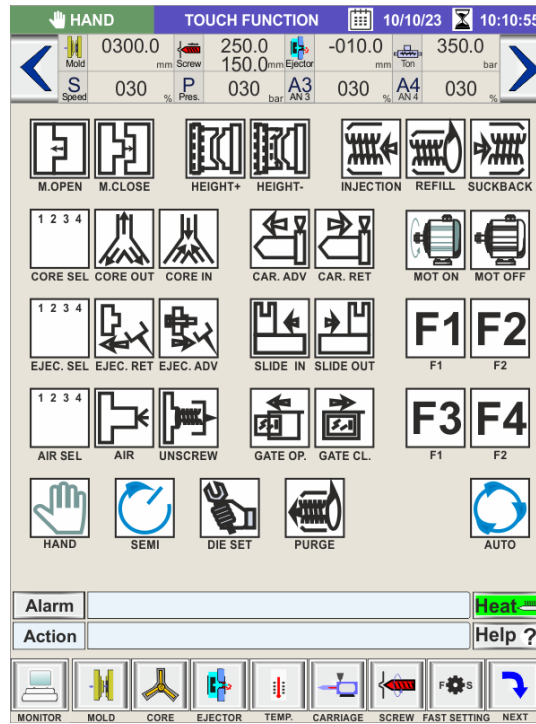 HAND TOUCH FUNCTION 10/10/23 10:10:55
Mold 0300.0 mm Screw 250.0 150.0 mm Ejector -010.0 mm Ton 350.0 bar
S Speed 030 % P Pres. 030 bar A3 AN 3 030 % A4 AN 4 030 %
M.OPEN M.CLOSE HEIGHT+ HEIGHT- INJECTION REFILL SUCKBACK
1 2 3 4
CORE SEL CORE OUT CORE IN CAR. ADV CAR. RET MOT ON MOT OFF
1 2 3 4
F1 F2
EJEC. SEL EJEC. RET EJEC. ADV SLIDE IN SLIDE OUT F1 F2
1 2 3 4
F3 F4
AIR SEL AIR UNSCREW GATE OP. GATE CL. F1 F2
HAND SEMI DIE SET PURGE AUTO
Alarm Heat
Action Help ?
F S
MONITOR MOLD CORE EJECTOR TEMP. CARRIAGE SCREW FAST SETTING NEXT